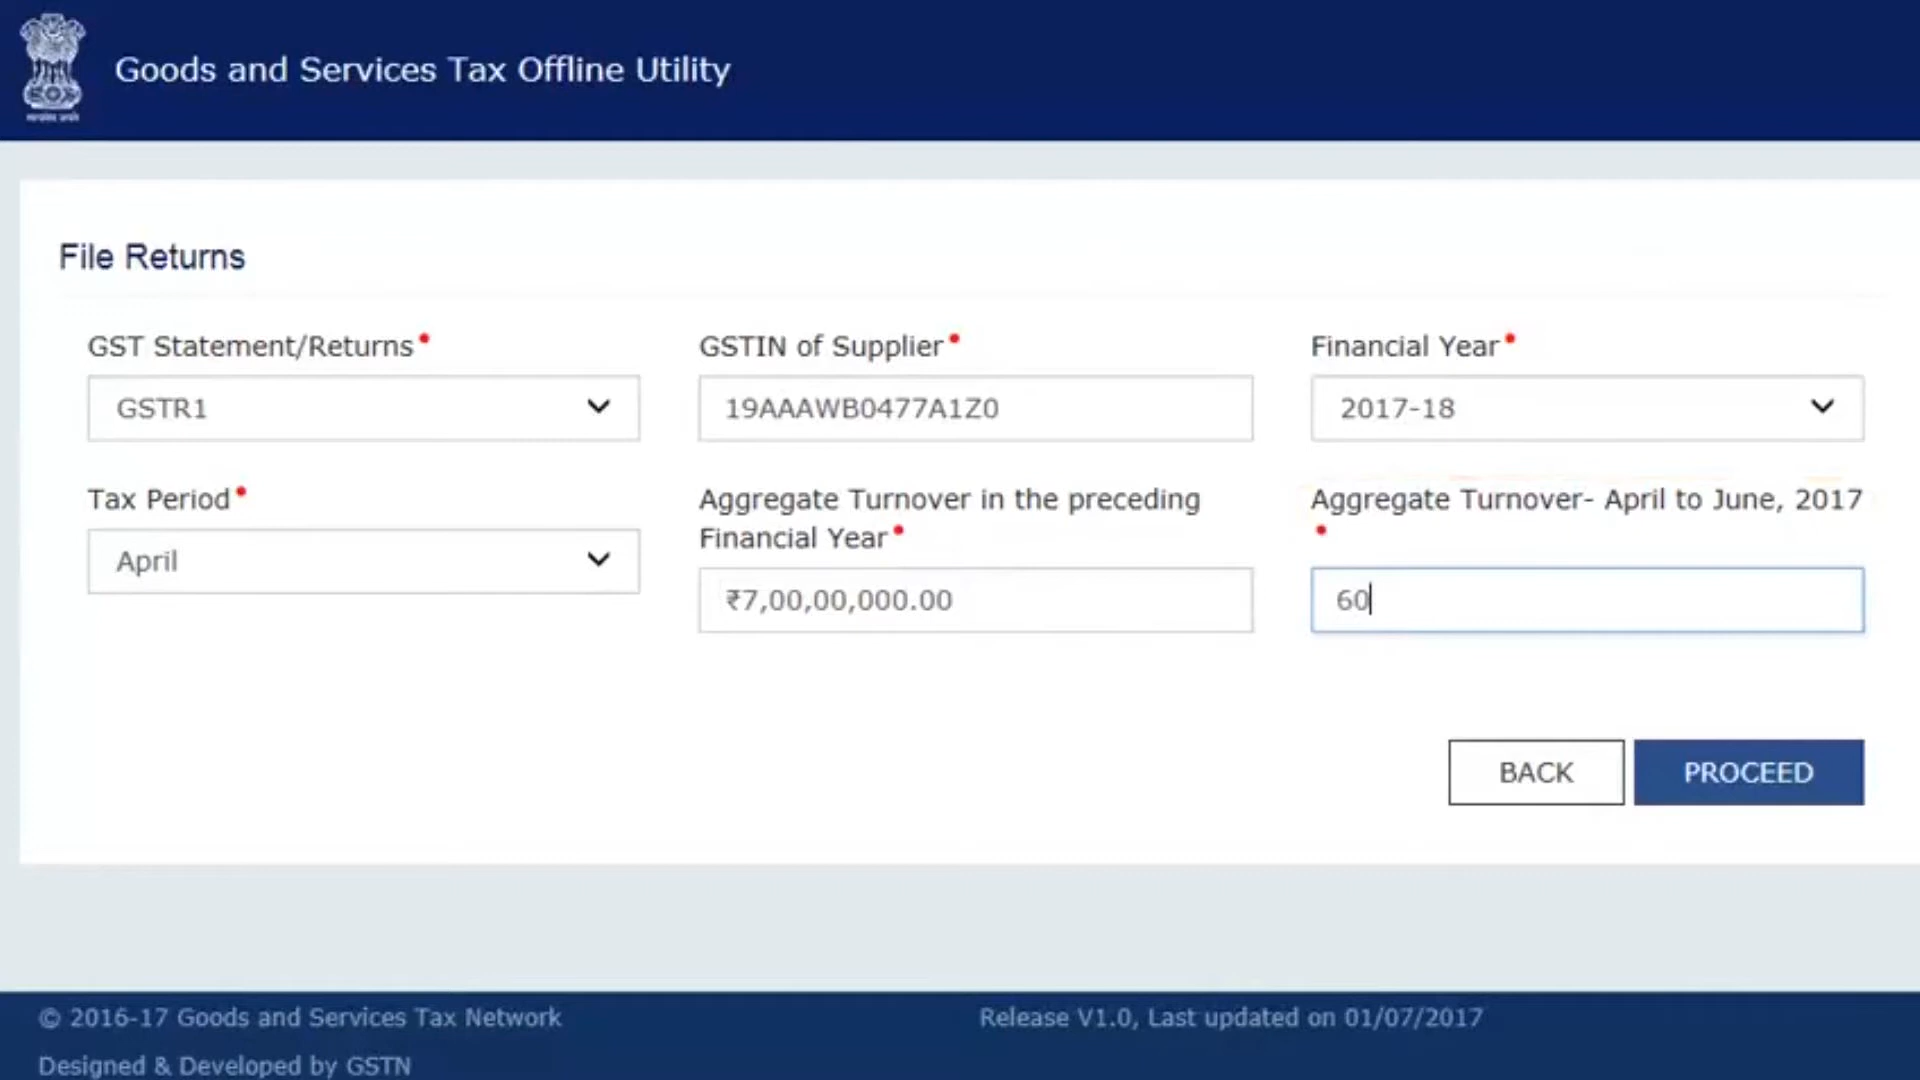 Goods and Services Tax Offline Utility
File Returns
GST Statement/Returns•
GSTIN of Supplier•
Financial Year•
GSTR1
19AAAWB0477A1Z0
2017-18
Tax Period•
Aggregate Turnover in the preceding
Financial Year•
Aggregate Turnover- April to June, 2017
•
April
₹7,00,00,000.00
60
BACK
PROCEED
© 2016-17 Goods and Services Tax Network
Release V1.0, Last updated on 01/07/2017
Designed & Developed by GSTN